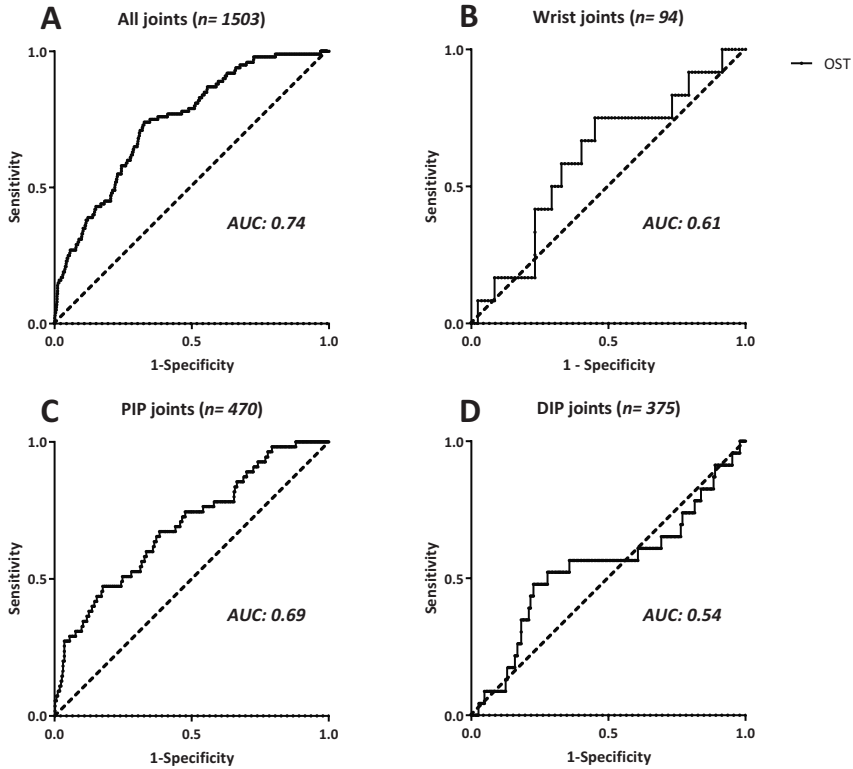 A
All joints (n= 1503)
1.0
0.5
0.0
Sensitivity
AUC: 0.74
0.0 0.5 1.0
1-Specificity
B
Wrist joints (n= 94)
OST
1.0
0.5
0.0
Sensitivity
AUC: 0.61
0.0 0.5 1.0
1 - Specificity
C
PIP joints (n= 470)
1.0
0.5
0.0
Sensitivity
AUC: 0.69
0.0 0.5 1.0
1-Specificity
D
DIP joints (n= 375)
1.0
0.5
0.0
Sensitivity
AUC: 0.54
0.0 0.5 1.0
1-Specificity